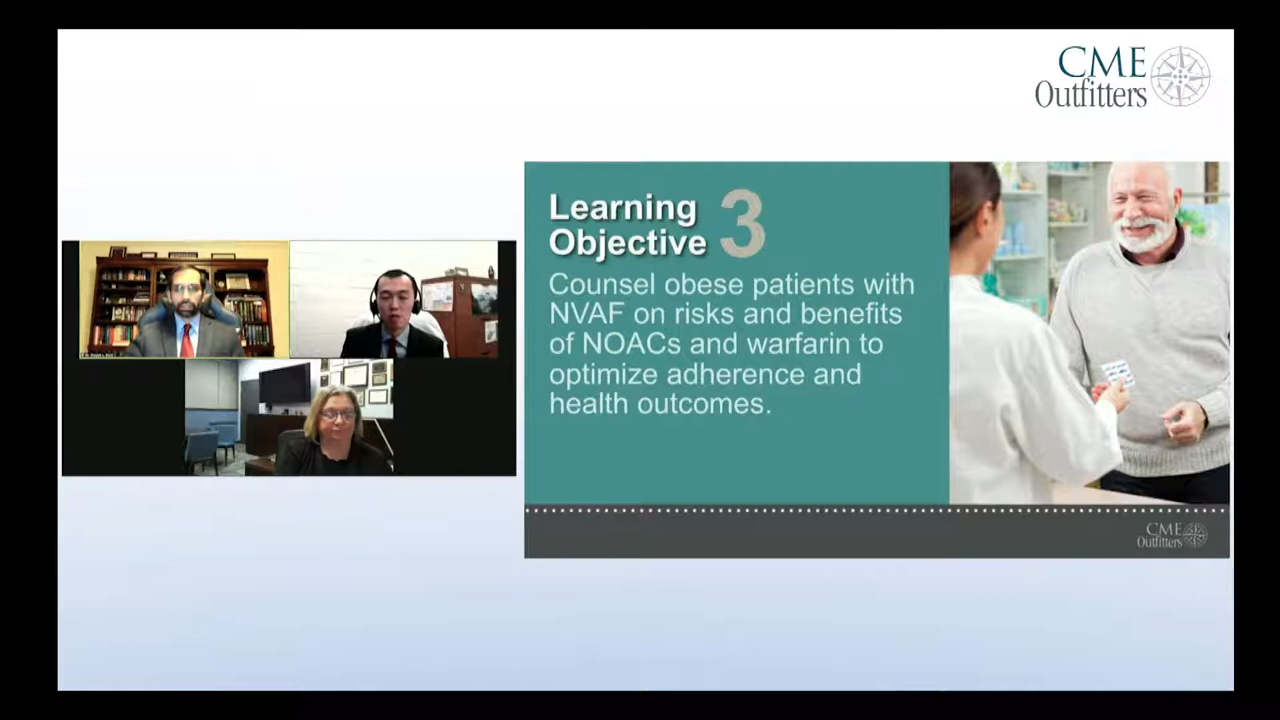 CME
Outfitters
Learning
Objective 3
Counsel obese patients with
NVAF on risks and benefits
of NOACs and warfarin to
optimize adherence and
health outcomes.
CME
Outfitters